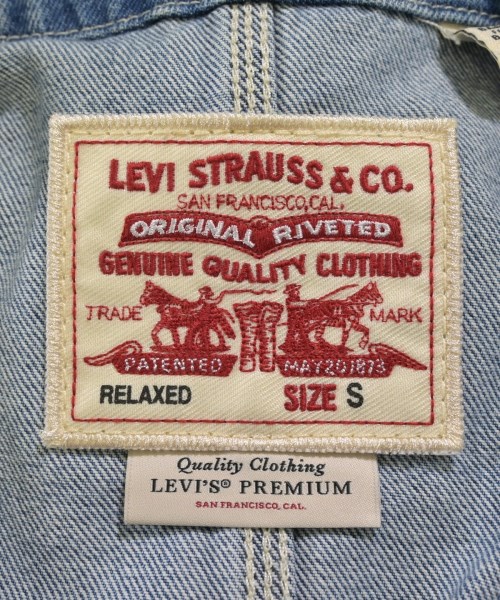 LEVI STRAUSS & CO.
SAN FRANCISCO, CAL.
ORIGINAL RIVETED
GENUINE QUALITY CLOTHING
TRADE MARK
PATENTED MAY 20 1873
RELAXED SIZE S
Quality Clothing
LEVI'S® PREMIUM
SAN FRANCISCO, CAL.